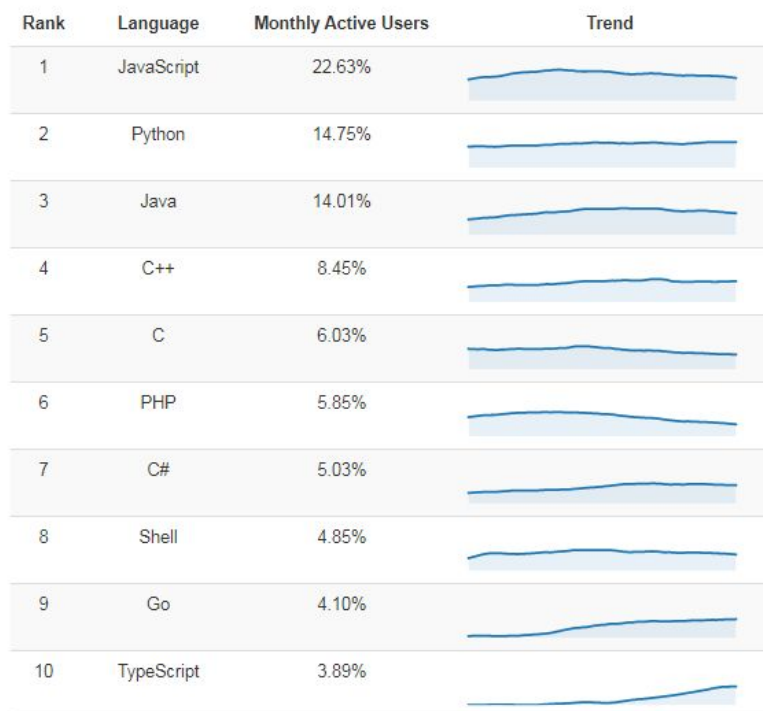 Rank Language Monthly Active Users Trend
1 JavaScript 22.63%
2 Python 14.75%
3 Java 14.01%
4 C++ 8.45%
5 C 6.03%
6 PHP 5.85%
7 C# 5.03%
8 Shell 4.85%
9 Go 4.10%
10 TypeScript 3.89%